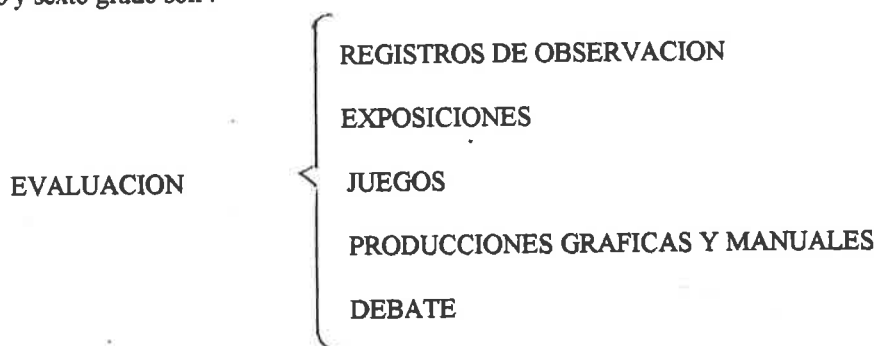 y sexto grado son :
REGISTROS DE OBSERVACION
EXPOSICIONES
EVALUACION
JUEGOS
PRODUCCIONES GRAFICAS Y MANUALES
DEBATE